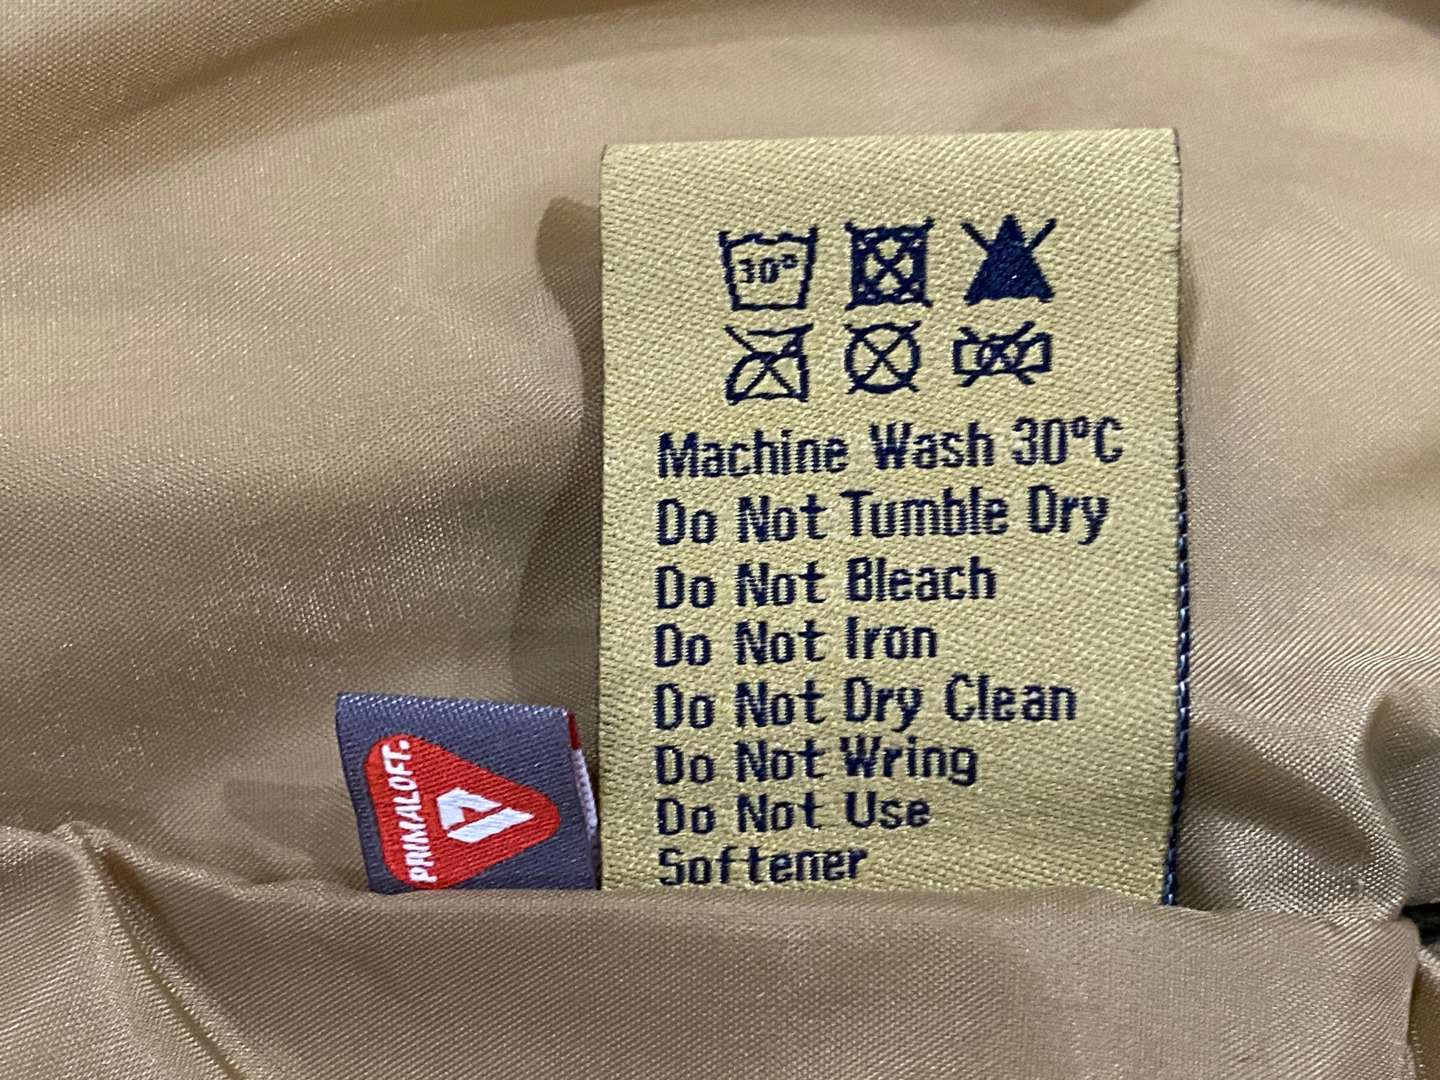 30°
Machine Wash 30°C
Do Not Tumble Dry
Do Not Bleach
Do Not Iron
Do Not Dry Clean
Do Not Wring
Do Not Use
Softener
PRIMALOFT.